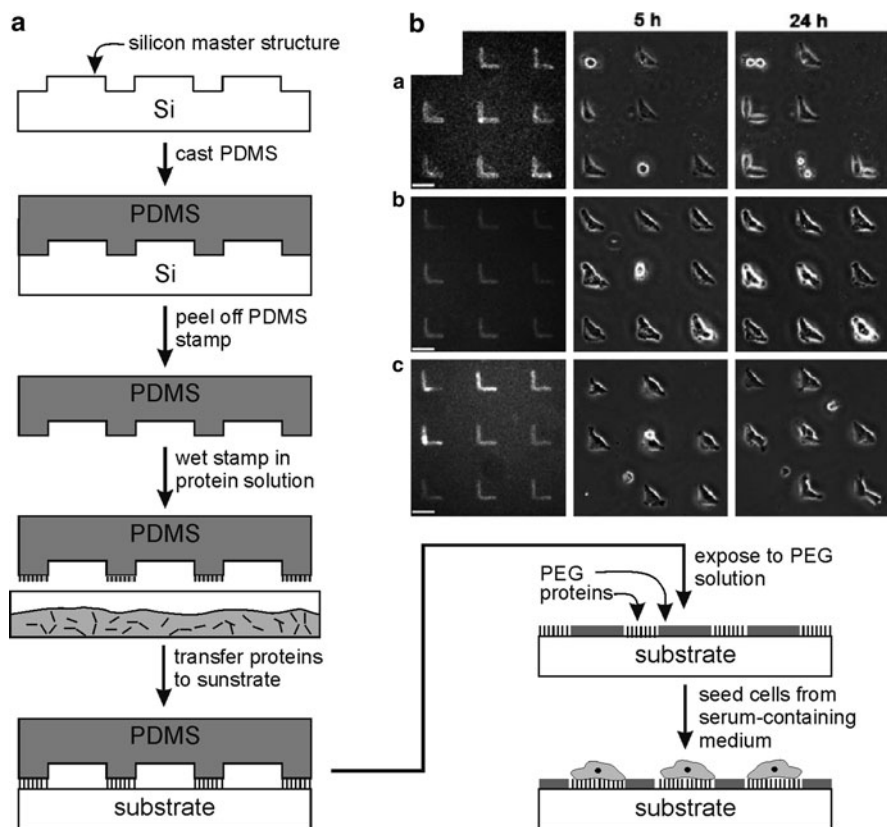 a
silicon master structure
Si
cast PDMS
PDMS
Si
peel off PDMS
stamp
PDMS
wet stamp in
protein solution
PDMS
transfer proteins
to sunstrate
PDMS
substrate
b
5 h
24 h
a
b
c
expose to PEG
solution
PEG
proteins
substrate
seed cells from
serum-containing
medium
substrate